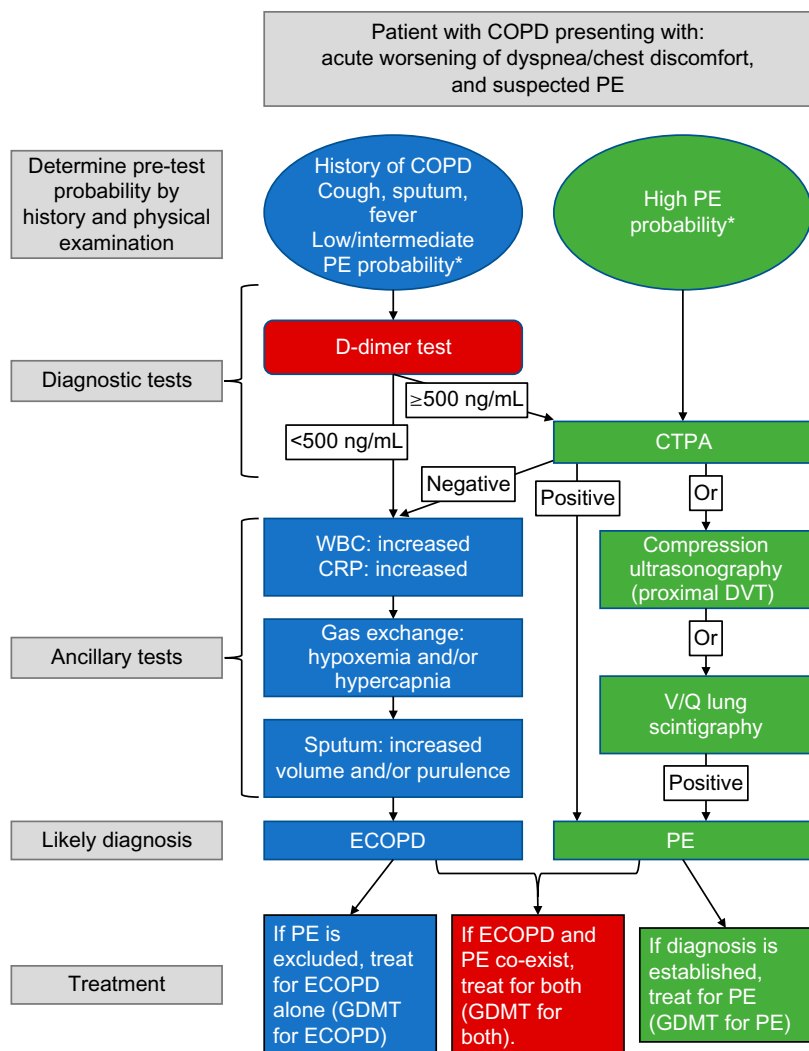 Patient with COPD presenting with:
acute worsening of dyspnea/chest discomfort,
and suspected PE
Determine pre-test
probability by
history and physical
examination
History of COPD
Cough, sputum,
fever
Low/intermediate
PE probability*
High PE
probability*
Diagnostic tests
D-dimer test
≥500 ng/mL
<500 ng/mL
CTPA
Negative
Positive
Or
Ancillary tests
WBC: increased
CRP: increased
Compression
ultrasonography
(proximal DVT)
Gas exchange:
hypoxemia and/or
hypercapnia
Or
Sputum: increased
volume and/or purulence
V/Q lung
scintigraphy
Positive
Likely diagnosis
ECOPD
PE
Treatment
If PE is
excluded, treat
for ECOPD
alone (GDMT
for ECOPD)
If ECOPD and
PE co-exist,
treat for both
(GDMT for
both).
If diagnosis is
established,
treat for PE
(GDMT for PE)